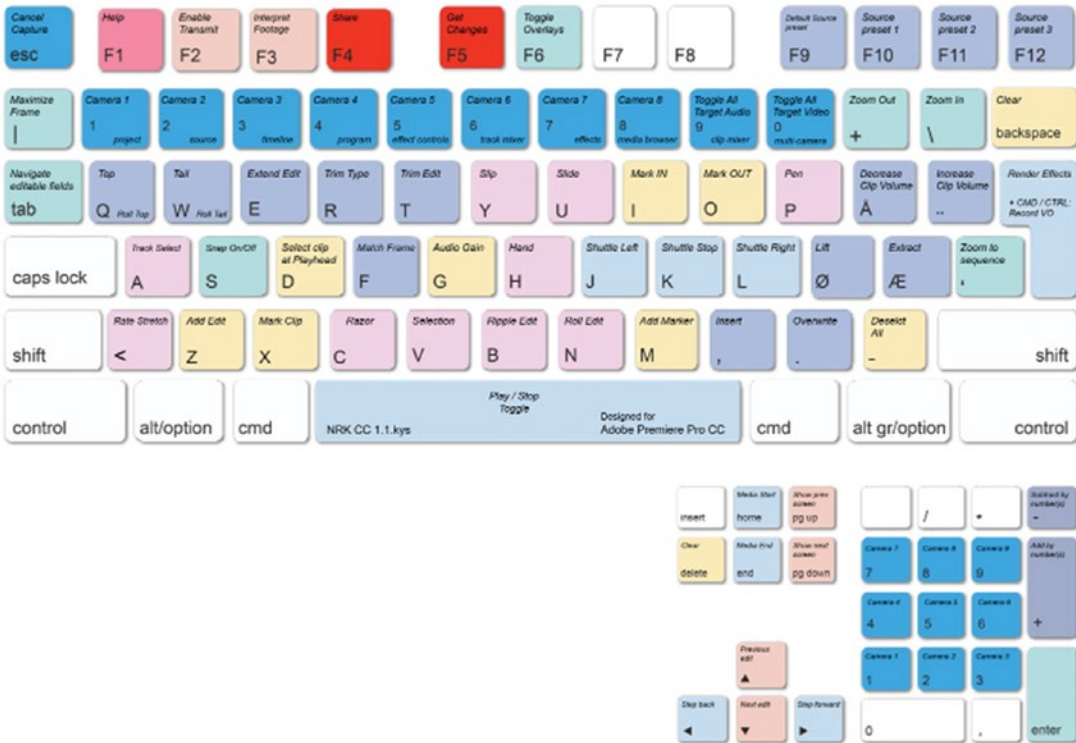 Cancel
Capture
esc
Help
F1
Enable
Transmit
F2
Interpret
Footage
F3
Share
F4
Get
Changes
F5
Toggle
Overlays
F6
F7
F8
Default Source
preset
F9
Source
preset 1
F10
Source
preset 2
F11
Source
preset 3
F12
Maximize
Frame
|
Camera 1
1
project
Camera 2
2
source
Camera 3
3
timeline
Camera 4
4
program
Camera 5
5
effect controls
Camera 6
6
track mixer
Camera 7
7
effects
Camera 8
8
media browser
Toggle All
Target Audio
9
clip mixer
Toggle All
Target Video
0
multi-camera
Zoom Out
+
Zoom In
\
Clear
backspace
Navigate
editable fields
tab
Top
Q Roll Top
Tail
W Roll Tail
Extend Edit
E
Trim Type
R
Trim Edit
T
Slip
Y
Slide
U
Mark IN
I
Mark OUT
O
Pen
P
Decrease
Clip Volume
Å
Increase
Clip Volume
¨
Render Effects
+ CMD / CTRL:
Record VO
caps lock
Track Select
A
Snap On/Off
S
Select clip
at Playhead
D
Match Frame
F
Audio Gain
G
Hand
H
Shuttle Left
J
Shuttle Stop
K
Shuttle Right
L
Lift
Ø
Extract
Æ
Zoom to
sequence
‘
shift
Rate Stretch
<
Add Edit
Z
Mark Clip
X
Razor
C
Selection
V
Ripple Edit
B
Roll Edit
N
Add Marker
M
Insert
,
Overwrite
.
Deselct
All
-
shift
control
alt/option
cmd
Play / Stop
Toggle
NRK CC 1.1.kys
Designed for
Adobe Premiere Pro CC
cmd
alt gr/option
control
insert
Media Start
home
Show prev
screen
pg up
/
*
Subtract by
number(s)
-
Clear
delete
Media End
end
Show next
screen
pg down
Camera 7
7
Camera 8
8
Camera 9
9
Add by
number(s)
+
Camera 4
4
Camera 5
5
Camera 6
6
Previous
edit
▲
Camera 1
1
Camera 2
2
Camera 3
3
enter
Step back
◀
Next edit
▼
Step forward
▶
0
,